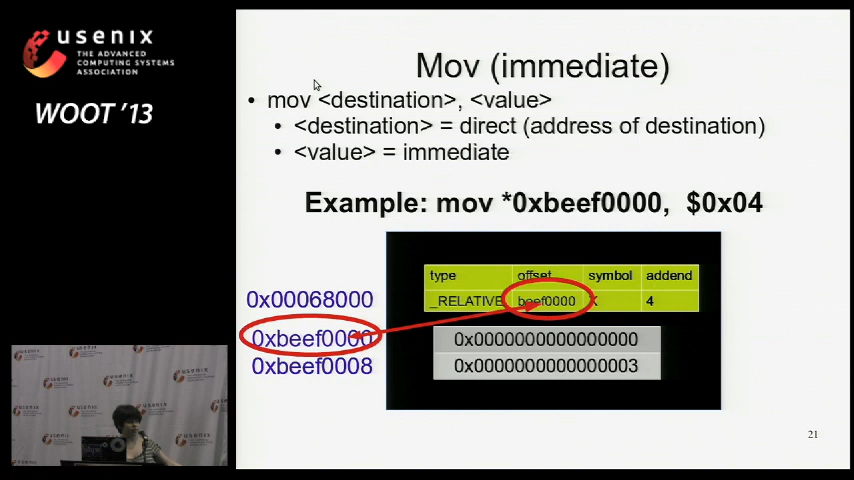 usenix
THE ADVANCED
COMPUTING SYSTEMS
ASSOCIATION
WOOT '13
Mov (immediate)
• mov <destination>, <value>
• <destination> = direct (address of destination)
• <value> = immediate
Example: mov *0xbeef0000, $0x04
type offset symbol addend
0x00068000 _RELATIVE beef0000 X 4
0xbeef0000 0x0000000000000000
0xbeef0008 0x0000000000000003
21